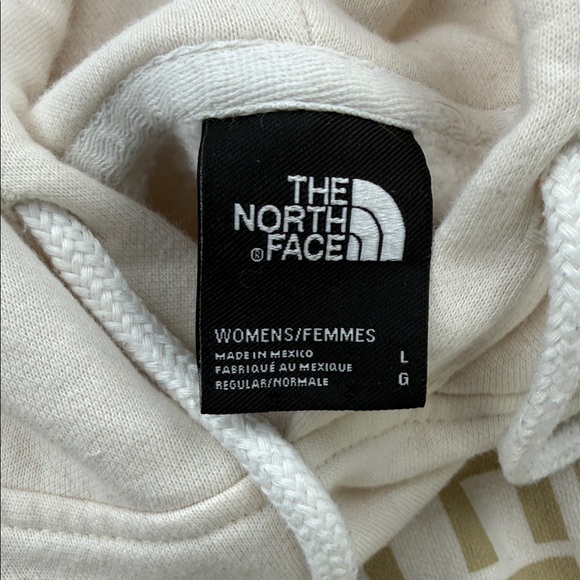 THE
NORTH
®FACE
WOMENS/FEMMES
MADE IN MEXICO L
FABRIQUÉ AU MEXIQUE
REGULAR/NORMALE G